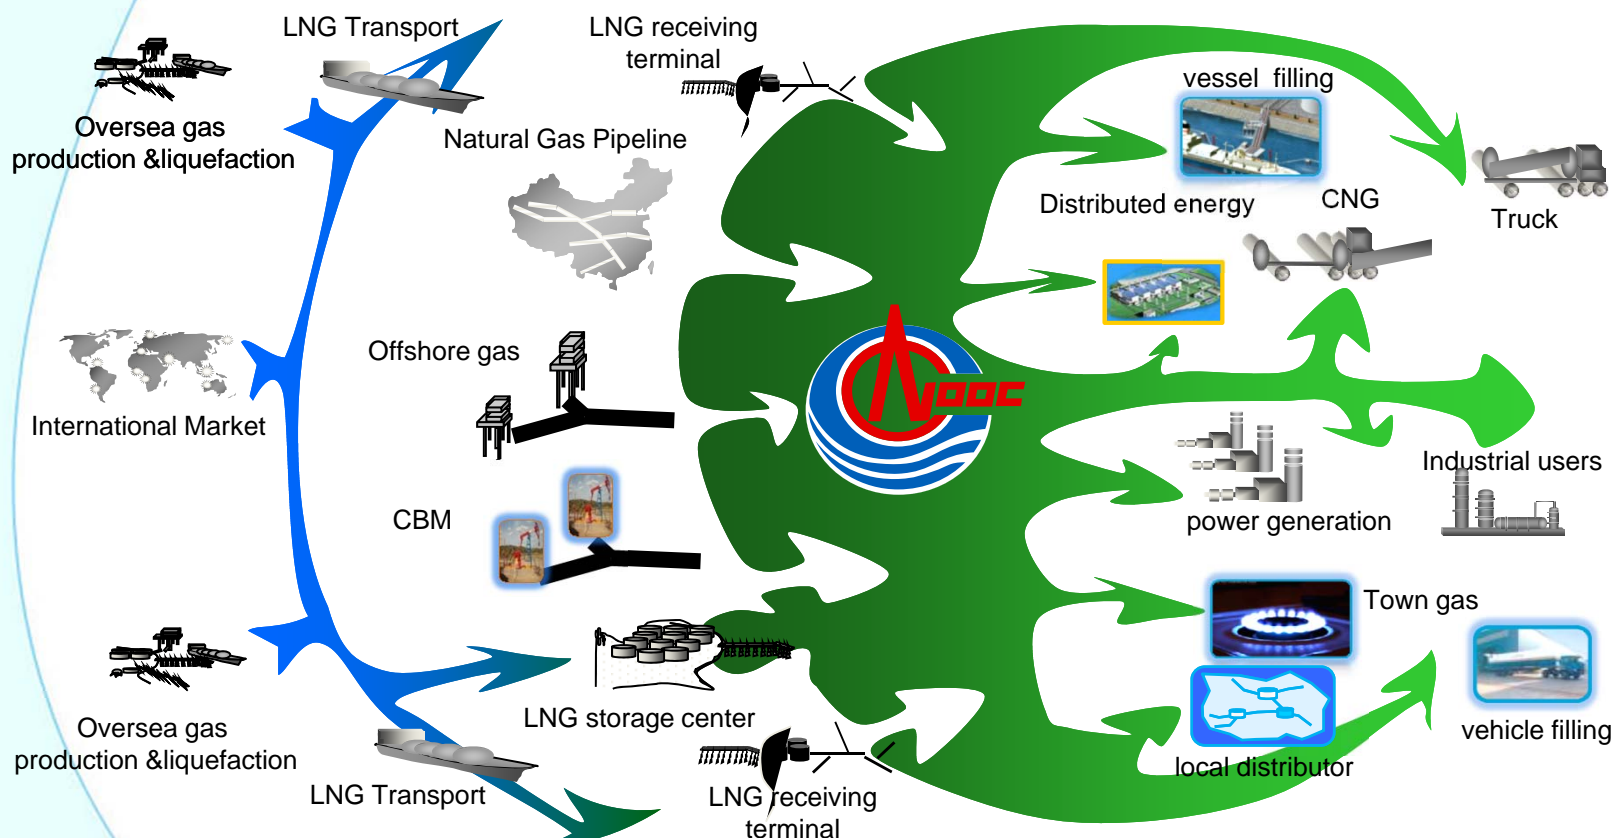 LNG Transport
LNG receiving
terminal
Oversea gas
production &liquefaction
Natural Gas Pipeline
vessel filling
Distributed energy
CNG
Truck
International Market
Offshore gas
NOOC
CBM
power generation
Industrial users
Town gas
Oversea gas
production &liquefaction
LNG storage center
LNG Transport
LNG receiving
terminal
local distributor
vehicle filling